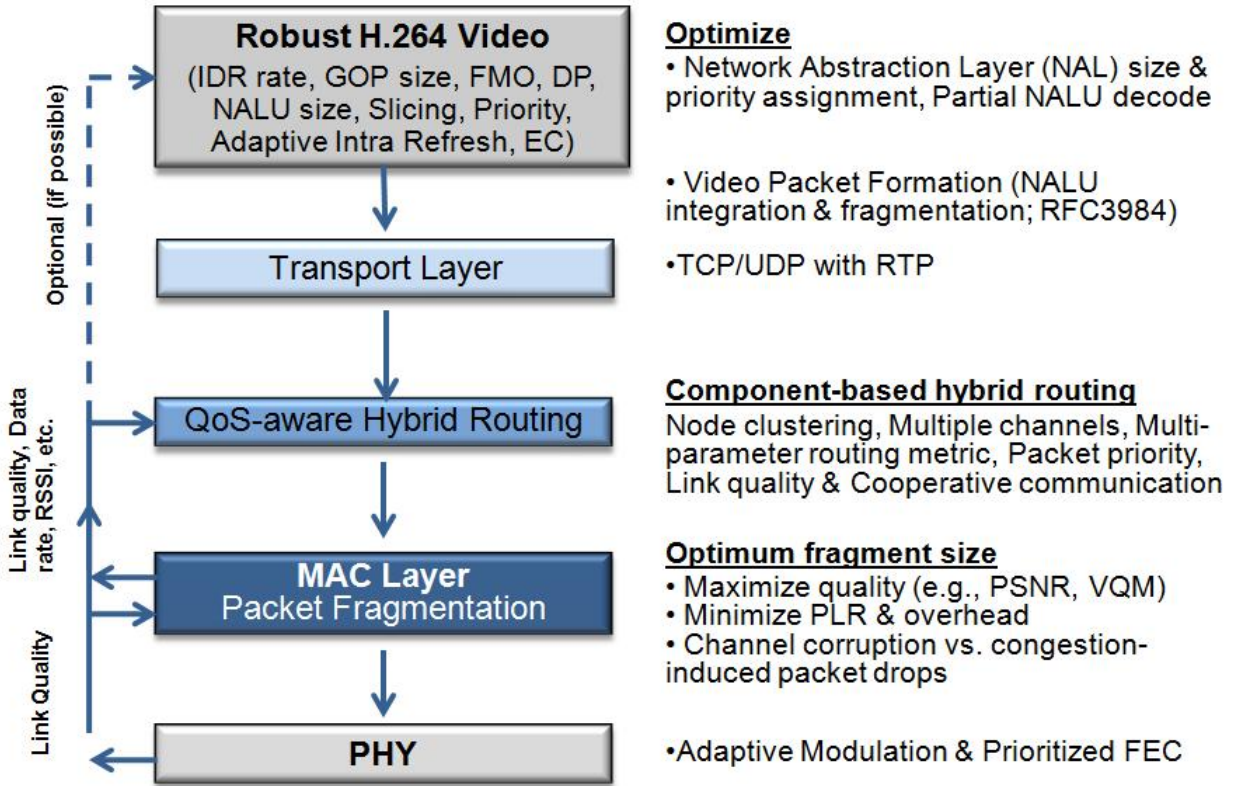 Robust H.264 Video
(IDR rate, GOP size, FMO, DP,
NALU size, Slicing, Priority,
Adaptive Intra Refresh, EC)
Optimize
• Network Abstraction Layer (NAL) size &
priority assignment, Partial NALU decode
• Video Packet Formation (NALU
integration & fragmentation; RFC3984)
Optional (if possible)
Transport Layer
•TCP/UDP with RTP
QoS-aware Hybrid Routing
Component-based hybrid routing
Node clustering, Multiple channels, Multi-
parameter routing metric, Packet priority,
Link quality & Cooperative communication
Link quality, Data
rate, RSSI, etc.
MAC Layer
Packet Fragmentation
Optimum fragment size
• Maximize quality (e.g., PSNR, VQM)
• Minimize PLR & overhead
• Channel corruption vs. congestion-
induced packet drops
Link Quality
PHY
•Adaptive Modulation & Prioritized FEC